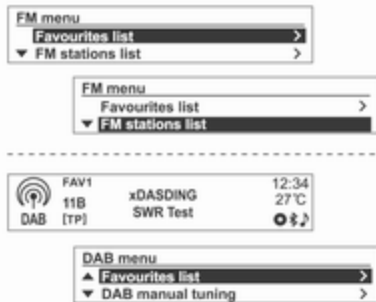 FM menu
Favourites list
FM stations list
FM menu
Favourites list
FM stations list
FAV1
xDASDING
12:34
11B
SWR Test
27°C
DAB
[TP]
DAB menu
Favourites list
DAB manual tuning